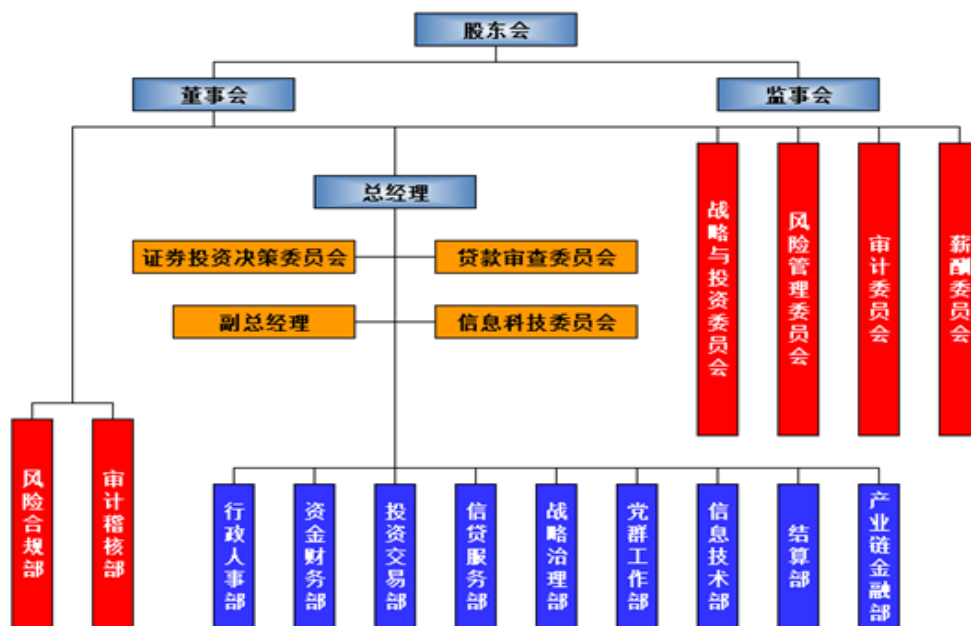 股东会
董事会
监事会
总经理
证券投资决策委员会
贷款审查委员会
副总经理
信息科技委员会
战略与投资委员会
风险管理委员会
审计委员会
薪酬委员会
风险合规部
审计稽核部
行政人事部
资金财务部
投资交易部
信贷服务部
战略治理部
党群工作部
信息技术部
结算部
产业链金融部